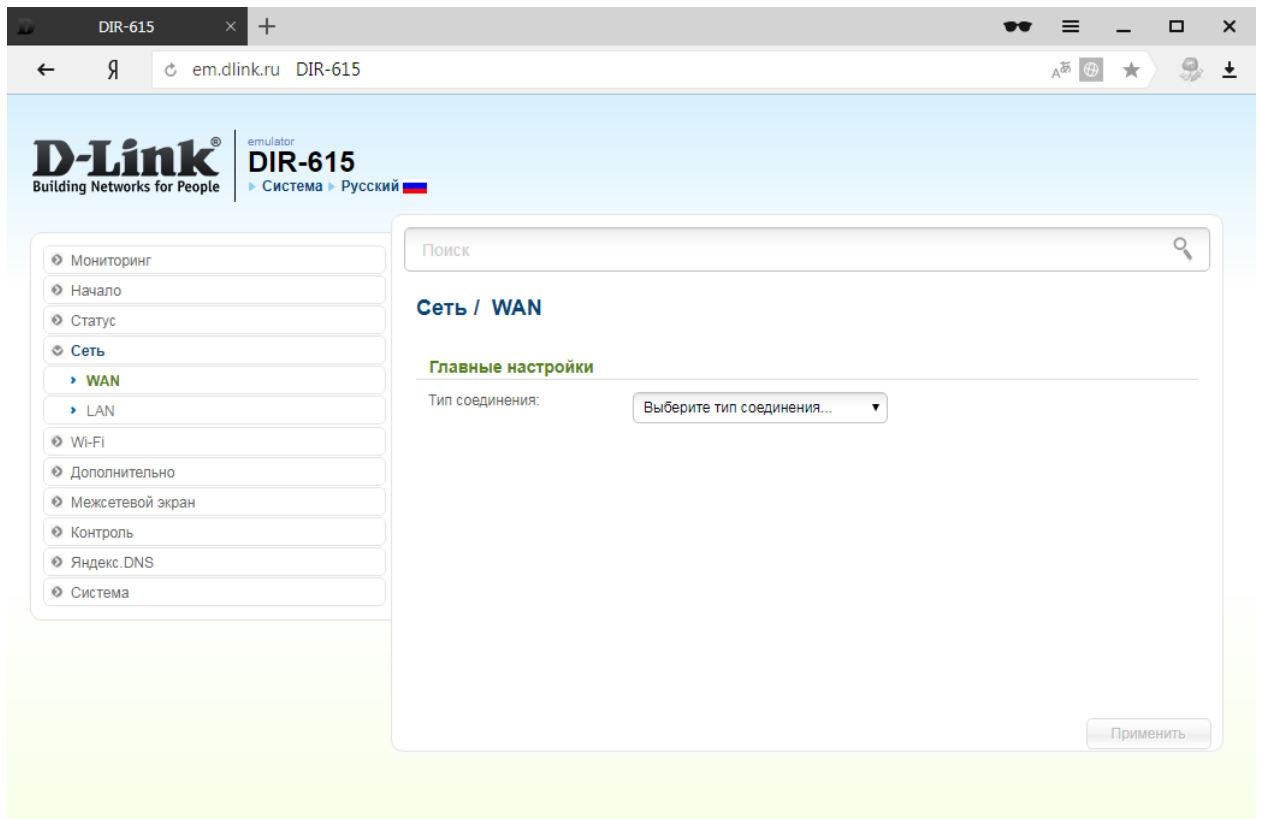 DIR-615
Я
em.dlink.ru DIR-615
D-Link®
Building Networks for People
emulator
DIR-615
Система Русский
Мониторинг
Начало
Статус
Сеть
WAN
LAN
Wi-Fi
Дополнительно
Межсетевой экран
Контроль
Яндекс.DNS
Система
Поиск
Сеть / WAN
Главные настройки
Тип соединения:
Выберите тип соединения...
Применить